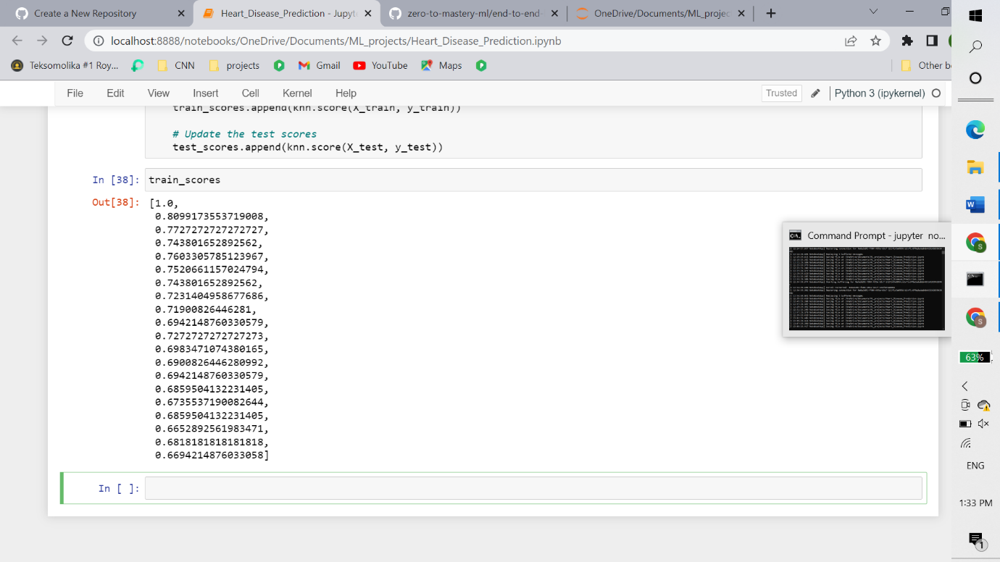 Create a New Repository
Heart_Disease_Prediction - Jupyt
zero-to-mastery-ml/end-to-end-
OneDrive/Documents/ML_projec
localhost:8888/notebooks/OneDrive/Documents/ML_projects/Heart_Disease_Prediction.ipynb
Teksomolika #1 Roy...
CNN
projects
Gmail
YouTube
Maps
Other b
File Edit View Insert Cell Kernel Help
Trusted
Python 3 (ipykernel)
train_scores.append(knn.score(X_train, y_train))
# Update the test scores
test_scores.append(knn.score(X_test, y_test))
In [38]: train_scores
Out[38]: [1.0,
0.8099173553719008,
0.7727272727272727,
0.743801652892562,
0.7603305785123967,
0.7520661157024794,
0.743801652892562,
0.7231404958677686,
0.71900826446281,
0.6942148760330579,
0.7272727272727273,
0.6983471074380165,
0.6900826446280992,
0.6942148760330579,
0.6859504132231405,
0.6735537190082644,
0.6859504132231405,
0.6652892561983471,
0.6818181818181818,
0.6694214876033058]
In [ ]:
Command Prompt - jupyter no...
W
S
S
63%
ENG
1:33 PM
1